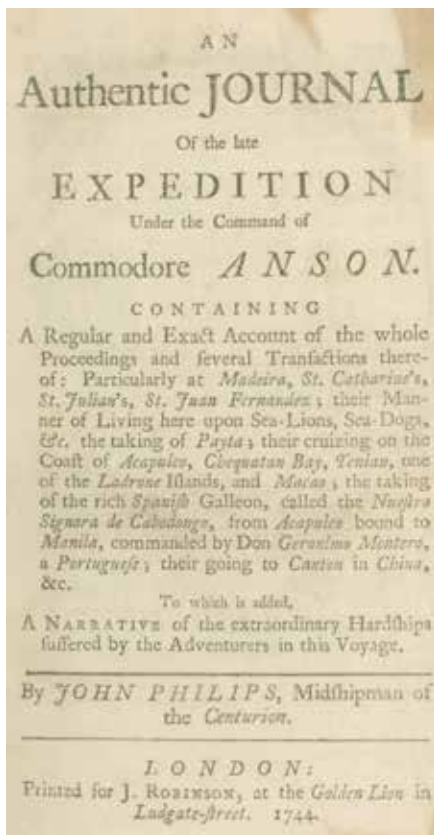 AN
Authentic JOURNAL
Of the late
EXPEDITION
Under the Command of
Commodore ANSON.
CONTAINING
A Regular and Exact Account of the whole
Proceedings and ſeveral Tranſactions there-
of: Particularly at Madeira, St. Catharine's,
St. Julian's, St. Juan Fernandez; their Man-
ner of Living here upon Sea-Lions, Sea-Dogs,
&c. the taking of Payta; their cruizing on the
Coaſt of Acapulco, Chequatan Bay, Tenian, one
of the Ladrone Iſlands, and Macao; the taking
of the rich Spaniſh Galleon, called the Nueſtra
Signara de Cabodongo, from Acapulco bound to
Manila, commanded by Don Geronimo Montero,
a Portugueſe; their going to Canton in China,
&c.
To which is added,
A NARRATIVE of the extraordinary Hardſhips
ſuffered by the Adventurers in this Voyage.
By JOHN PHILIPS, Midſhipman of
the Centurion.
LONDON:
Printed for J. ROBINSON, at the Golden Lion in
Ludgate-ſtreet. 1744.